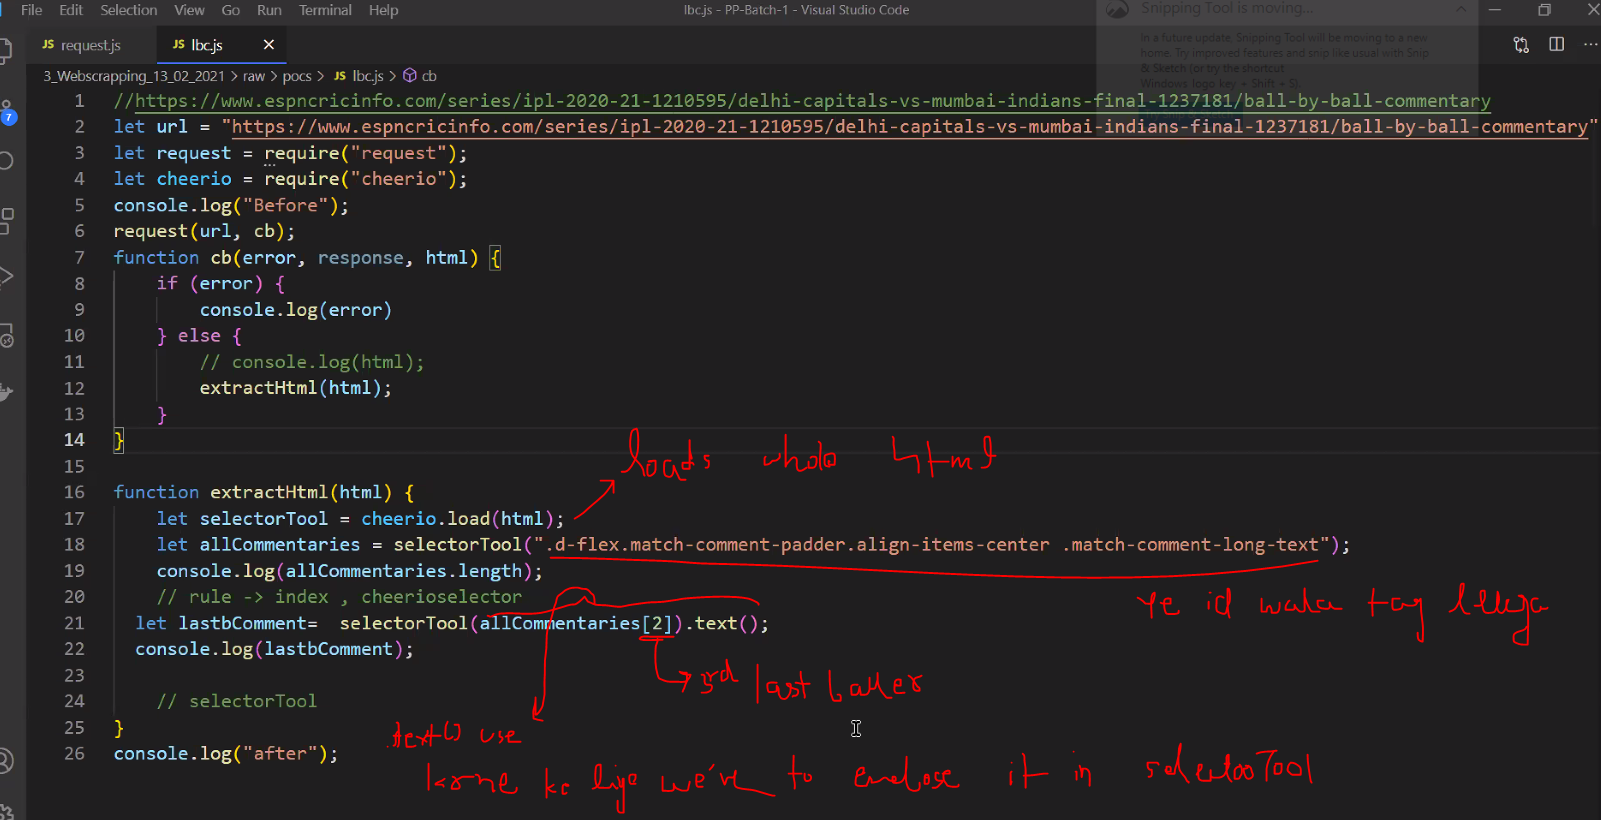 File Edit Selection View Go Run Terminal Help
lbc.js - PP-Batch-1 - Visual Studio Code
Snipping Tool is moving...
In a future update, Snipping Tool will be moving to a new
home. Try improved features and snip like usual with Snip
& Sketch (or try the shortcut
Windows logo key + Shift + S).
JS request.js JS lbc.js
3_Webscrapping_13_02_2021 > raw > pocs > JS lbc.js > cb
7
1 //https://www.espncricinfo.com/series/ipl-2020-21-1210595/delhi-capitals-vs-mumbai-indians-final-1237181/ball-by-ball-commentary
2 let url = "https://www.espncricinfo.com/series/ipl-2020-21-1210595/delhi-capitals-vs-mumbai-indians-final-1237181/ball-by-ball-commentary"
3 let request = require("request");
4 let cheerio = require("cheerio");
5 console.log("Before");
6 request(url, cb);
7 function cb(error, response, html) {
8 if (error) {
9 console.log(error)
10 } else {
11 // console.log(html);
12 extractHtml(html);
13 }
14 }
loads whole html
15
16 function extractHtml(html) {
17 let selectorTool = cheerio.load(html);
18 let allCommentaries = selectorTool(".d-flex.match-comment-padder.align-items-center .match-comment-long-text");
19 console.log(allCommentaries.length);
20 // rule -> index , cheerioselector
Ye id wala tag
21 let lastbComment= selectorTool(allCommentaries[2]).text();
22 console.log(lastbComment);
23
3rd last
24 // selectorTool
25 }
.text() use
26 console.log("after");
krne ke liye we've to enclose it in selectorTool